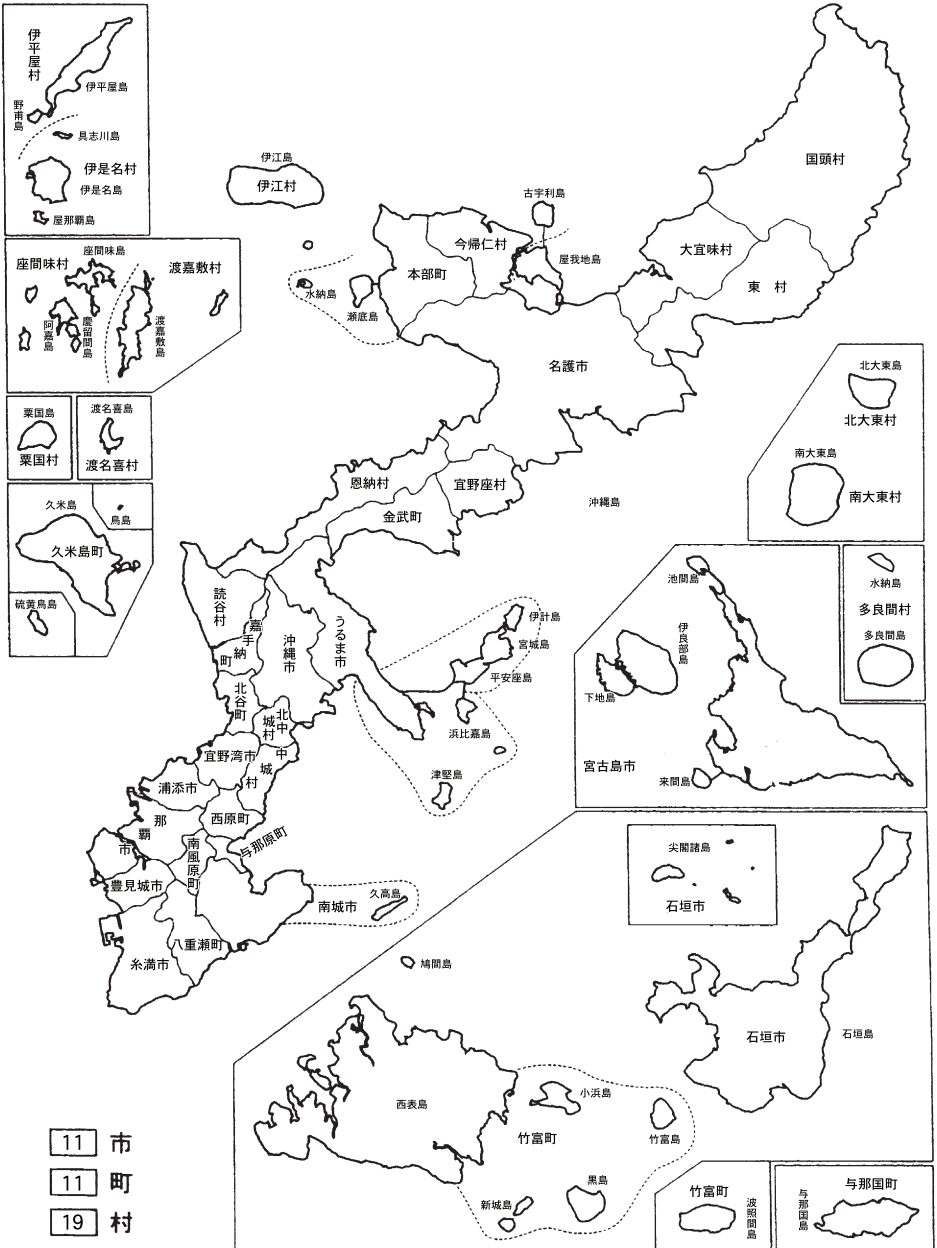 伊平屋村
伊平屋島
野甫島
具志川島
伊是名村
伊是名島
屋那覇島
伊江島
伊江村
古宇利島
国頭村
今帰仁村
屋我地島
大宜味村
本部町
東 村
水納島
瀬底島
名護市
座間味村
座間味島
渡嘉敷村
阿嘉島
慶留間島
渡嘉敷島
粟国島
粟国村
渡名喜島
渡名喜村
久米島
鳥島
久米島町
硫黄鳥島
北大東島
北大東村
南大東島
南大東村
恩納村
宜野座村
金武町
沖縄島
読谷村
嘉手納町
沖縄市
うるま市
伊計島
宮城島
平安座島
浜比嘉島
津堅島
北谷町
北中城村
中城村
宜野湾市
浦添市
西原町
那覇市
南風原町
与那原町
豊見城市
南城市
久高島
八重瀬町
糸満市
池間島
伊良部島
下地島
宮古島市
来間島
水納島
多良間村
多良間島
尖閣諸島
石垣市
鳩間島
石垣市
石垣島
西表島
小浜島
竹富町
竹富島
新城島
黒島
竹富町
波照間島
与那国町
与那国島
11 市
11 町
19 村